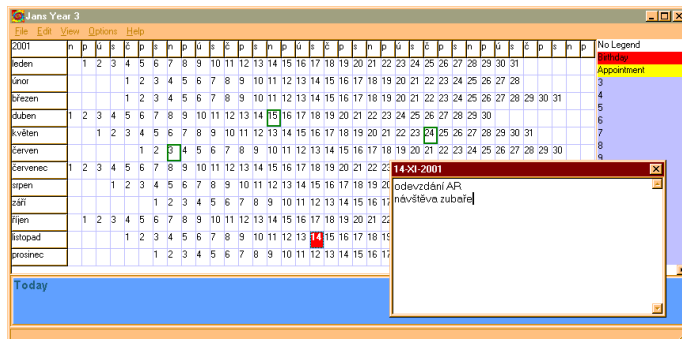 Jans Year 3
File Edit View Options Help
2001 n p ú s č p s n p ú s č p s n p ú s č p s n p ú s č p s n p ú s č p s n p No Legend
leden 1 2 3 4 5 6 7 8 9 10 11 12 13 14 15 16 17 18 19 20 21 22 23 24 25 26 27 28 29 30 31 birthday
Appointment
únor 1 2 3 4 5 6 7 8 9 10 11 12 13 14 15 16 17 18 19 20 21 22 23 24 25 26 27 28 3
4
březen 1 2 3 4 5 6 7 8 9 10 11 12 13 14 15 16 17 18 19 20 21 22 23 24 25 26 27 28 29 30 31 5
duben 1 2 3 4 5 6 7 8 9 10 11 12 13 14 15 16 17 18 19 20 21 22 23 24 25 26 27 28 29 30 6
květen 1 2 3 4 5 6 7 8 9 10 11 12 13 14 15 16 17 18 19 20 21 22 23 24 25 26 27 28 29 30 31 7
červen 1 2 3 4 5 6 7 8 9 10 11 12 13 14 15 16 17 18 19 20 21 22 23 24 25 26 27 28 29 30 8
9
červenec 1 2 3 4 5 6 7 8 9 10 11 12 13 14 15 16 17 18 19 20 21 22
14-XI-2001
srpen 1 2 3 4 5 6 7 8 9 10 11 12 13 14 15 16 17 18 19
odevzdání AR
září 1 2 3 4 5 6 7 8 9 10 11 12 13 14 15 16 17
návštěva zubaře
říjen 1 2 3 4 5 6 7 8 9 10 11 12 13 14 15 16 17 18 19 20 21 22
listopad 1 2 3 4 5 6 7 8 9 10 11 12 13 14 15 16 17 18
prosinec 1 2 3 4 5 6 7 8 9 10 11 12 13 14 15 16 17
Today